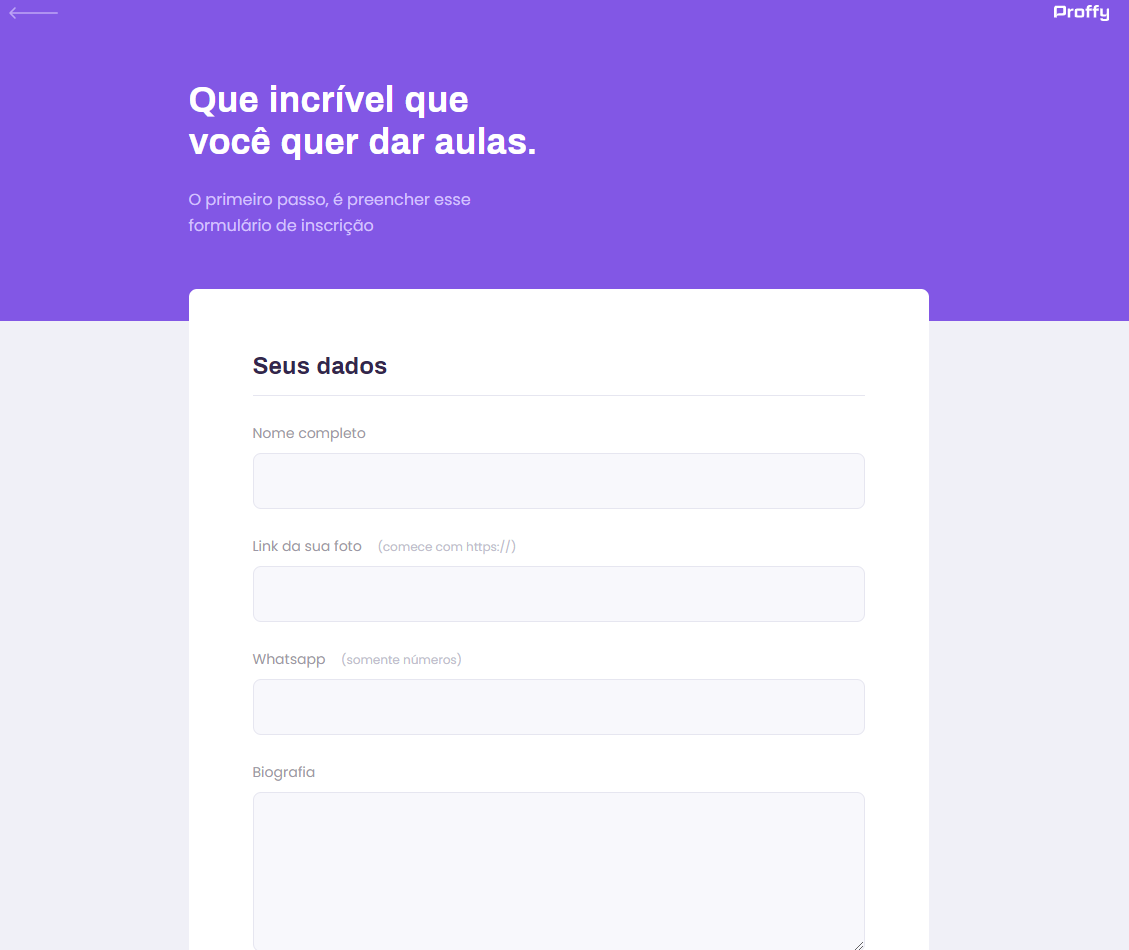 Proffy
Que incrível que
você quer dar aulas.
O primeiro passo, é preencher esse
formulário de inscrição
Seus dados
Nome completo
Link da sua foto (comece com https://)
Whatsapp (somente números)
Biografia